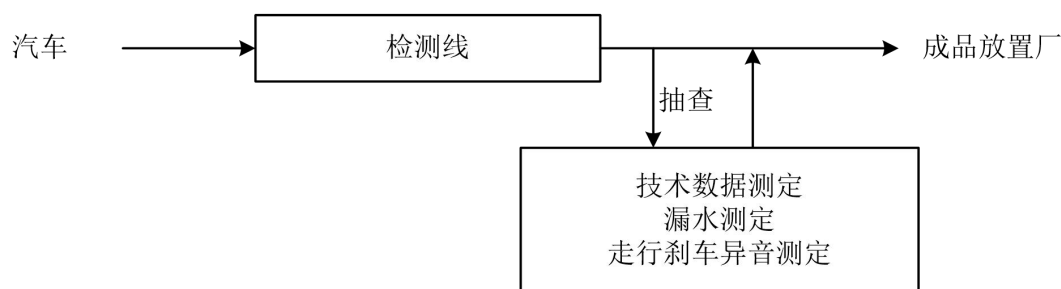 汽车
检测线
成品放置厂
抽查
技术数据测定
漏水测定
走行刹车异音测定